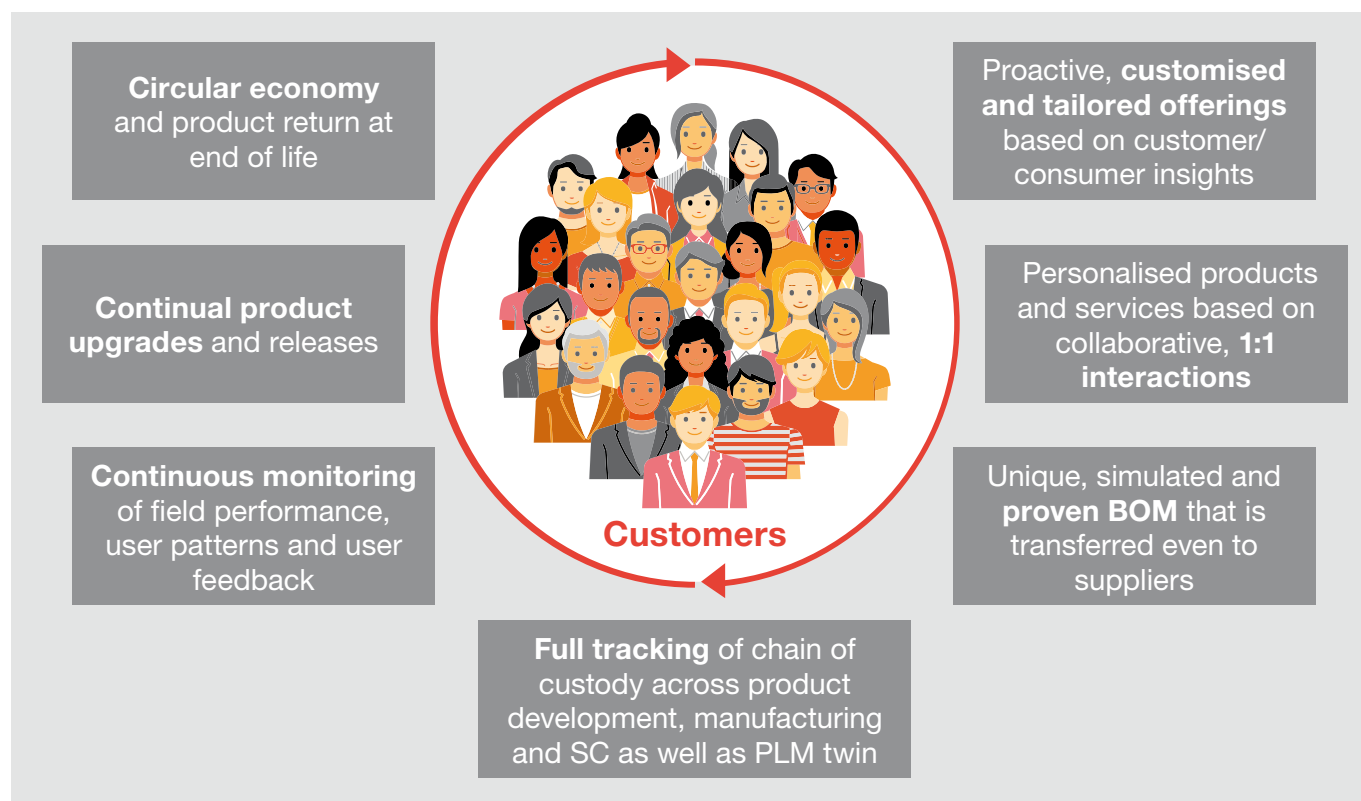 Circular economy
and product return at
end of life
Proactive, customised
and tailored offerings
based on customer/
consumer insights
Continual product
upgrades and releases
Personalised products
and services based on
collaborative, 1:1
interactions
Continuous monitoring
of field performance,
user patterns and user
feedback
Unique, simulated and
proven BOM that is
transferred even to
suppliers
Customers
Full tracking of chain of
custody across product
development, manufacturing
and SC as well as PLM twin